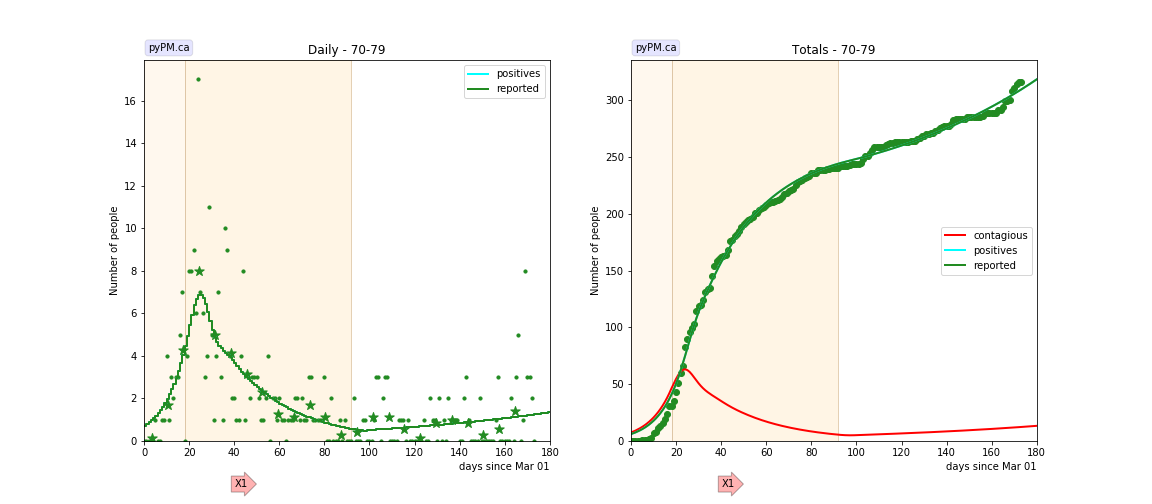 pyPM.ca
Daily - 70-79
positives
reported
Number of people
16
14
12
10
8
6
4
2
0
0 20 40 60 80 100 120 140 160 180
days since Mar 01
X1
pyPM.ca
Totals - 70-79
contagious
positives
reported
Number of people
300
250
200
150
100
50
0
0 20 40 60 80 100 120 140 160 180
days since Mar 01
X1